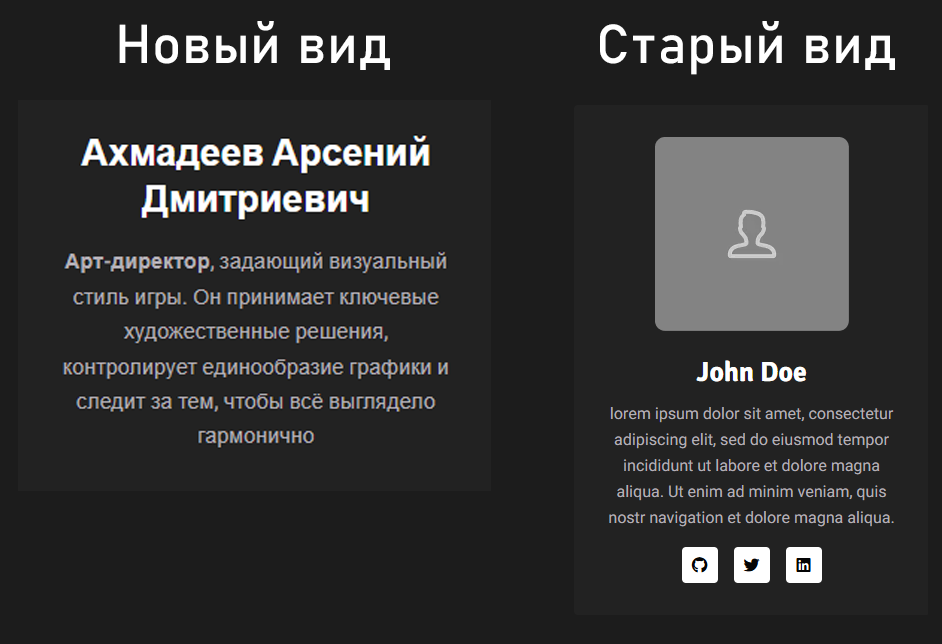 Новый вид
Ахмадеев Арсений
Дмитриевич
Арт-директор, задающий визуальный
стиль игры. Он принимает ключевые
художественные решения,
контролирует единообразие графики и
следит за тем, чтобы всё выглядело
гармонично
Старый вид
John Doe
lorem ipsum dolor sit amet, consectetur
adipiscing elit, sed do eiusmod tempor
incididunt ut labore et dolore magna
aliqua. Ut enim ad minim veniam, quis
nostr navigation et dolore magna aliqua.
in